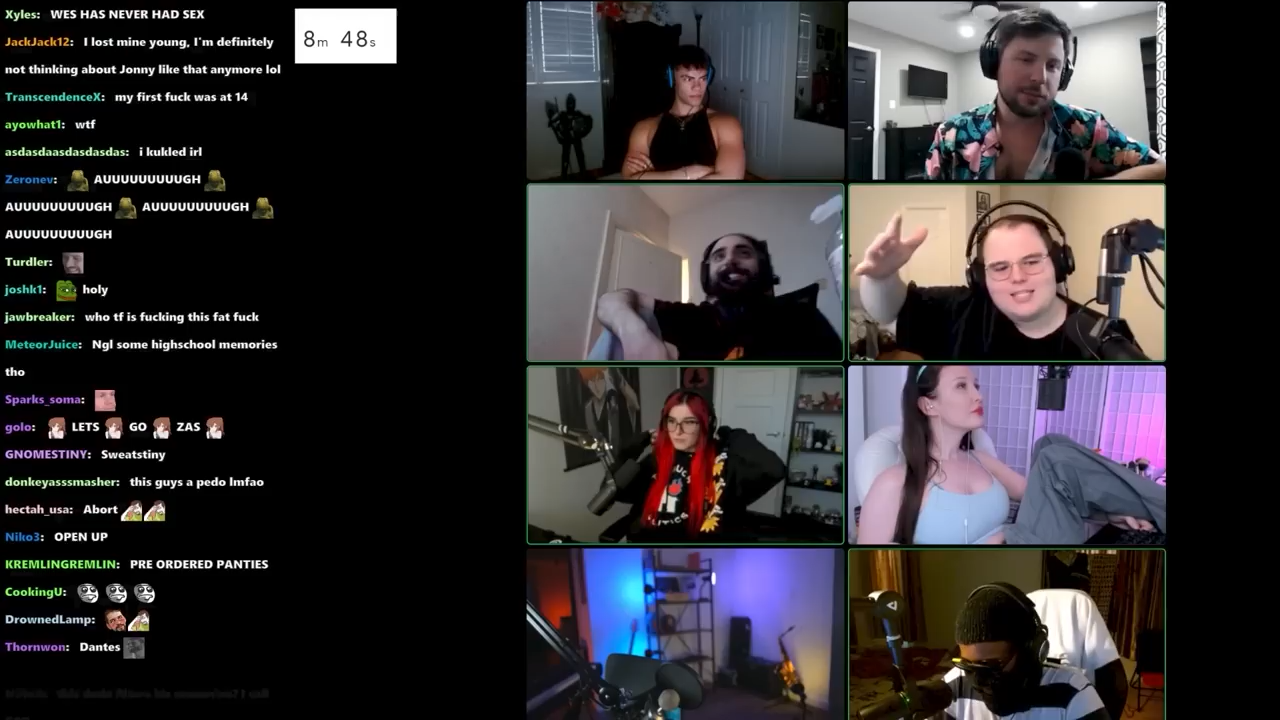 Xyles: WES HAS NEVER HAD SEX
8m 48s
JackJack12: I lost mine young, I'm definitely
not thinking about Jonny like that anymore lol
TranscendenceX: my first fuck was at 14
ayowhat1: wtf
asdasdaasdasdasdas: i kukled irl
Zeronev: AUUUUUUUUUGH
AUUUUUUUUUGH AUUUUUUUUUGH
AUUUUUUUUUGH
Turdler:
joshk1: holy
jawbreaker: who tf is fucking this fat fuck
MeteorJuice: Ngl some highschool memories
tho
Sparks_soma:
golo: LETS GO ZAS
GNOMESTINY: Sweatstiny
donkeyasssmasher: this guys a pedo lmfao
hectah_usa: Abort
Niko3: OPEN UP
KREMLINGREMLIN: PRE ORDERED PANTIES
CookingU:
DrownedLamp:
Thornwon: Dantes